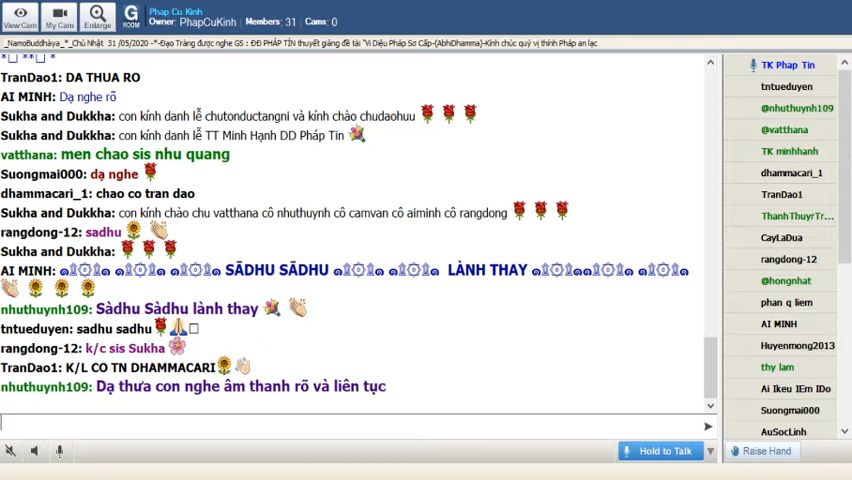 View Cam
My Cam
Enlarge
G
ROOM
Phap Cu Kinh
Owner: PhapCuKinh Members: 31 Cams: 0
_NamoBuddhàya_*_Chủ Nhật 31 /05/2020 -*-Đạo Tràng được nghe GS : ĐĐ PHÁP TÍN thuyết giảng đề tài "Vi Diệu Pháp Sơ Cấp-(AbhiDhamma)-Kính chúc quý vị thính Pháp an lạc
TranDao1: DA THUA RO
AI MINH: Dạ nghe rõ
Sukha and Dukkha: con kính danh lễ chutonductangni và kính chào chudaohuu
Sukha and Dukkha: con kính danh lễ TT Minh Hạnh DD Pháp Tin
vatthana: men chao sis nhu quang
Suongmai000: dạ nghe
dhammacari_1: chao co tran dao
Sukha and Dukkha: con kính chào chu vatthana cô nhuthuynh cô camvan cô aiminh cô rangdong
rangdong-12: sadhu
Sukha and Dukkha:
AI MINH: SĀDHU SĀDHU LÀNH THAY
nhuthuynh109: Sàdhu Sàdhu lành thay
tntueduyen: sadhu sadhu
rangdong-12: k/c sis Sukha
TranDao1: K/L CO TN DHAMMACARI
nhuthuynh109: Dạ thưa con nghe âm thanh rõ và liên tục
TK Phap Tin
tntueduyen
@nhuthuynh109
@vatthana
TK minhhanh
dhammacari_1
TranDao1
ThanhThuyrTr...
CayLaDua
rangdong-12
@hongnhat
phan q liem
AI MINH
Huyenmong2013
thy lam
Ai Ikeu IErn IDo
Suongmai000
AuSocLinh
Hold to Talk
Raise Hand